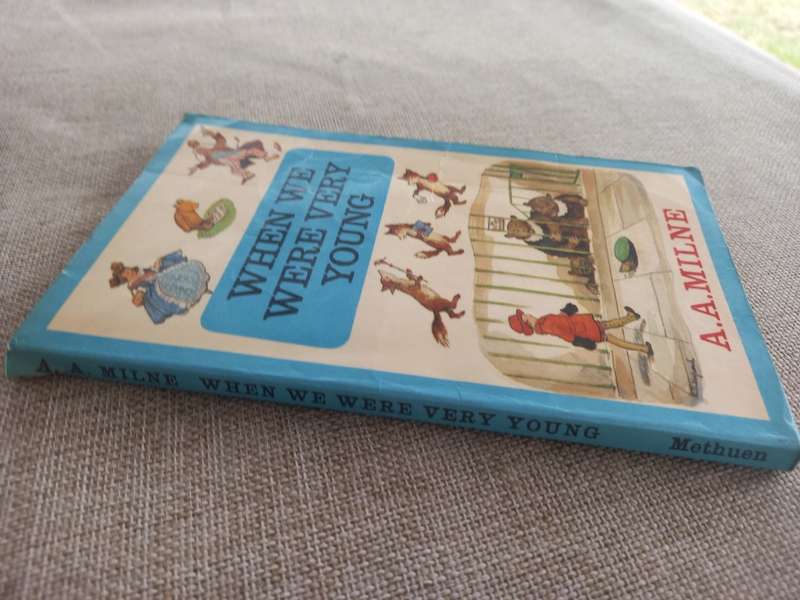 WHEN WE
WERE VERY
YOUNG
A.A.MILNE
A. A. MILNE WHEN WE WERE VERY YOUNG Methuen